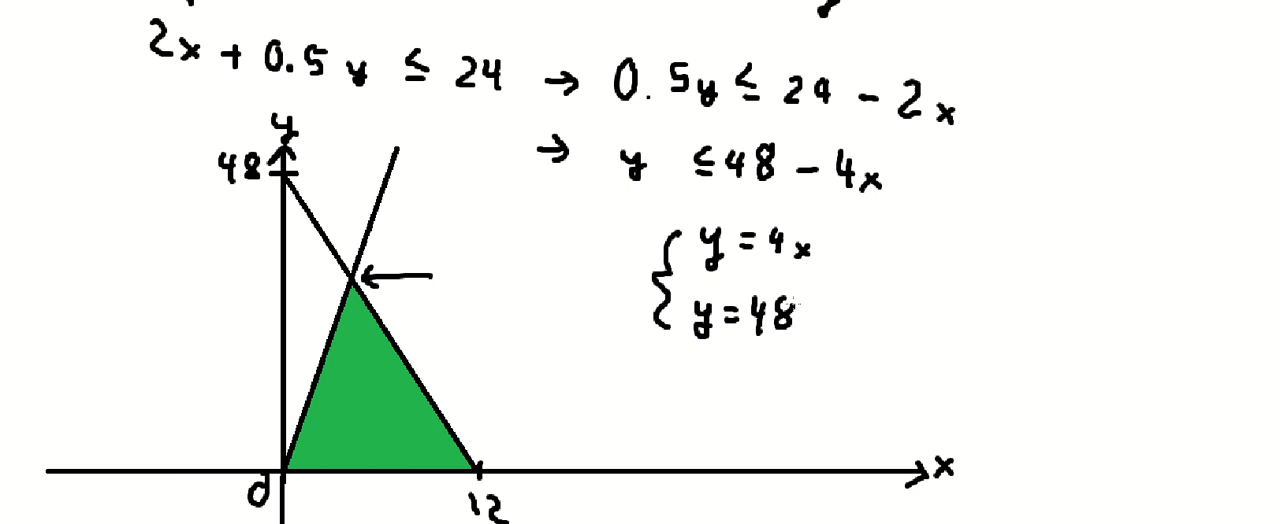 2x + 0.5y ≤ 24 → 0.5y ≤ 24 - 2x
→ y ≤ 48 - 4x
y
48
{ y = 4x
y = 48
0
12
x